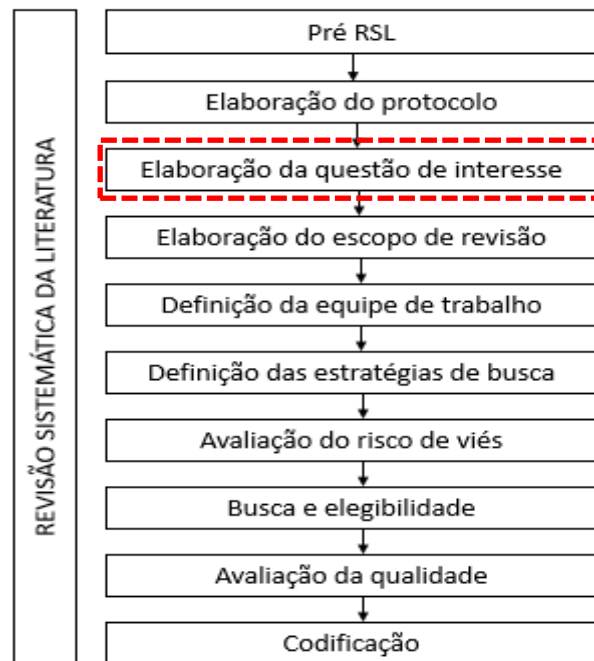 REVISÃO SISTEMÁTICA DA LITERATURA
Pré RSL
Elaboração do protocolo
Elaboração da questão de interesse
Elaboração do escopo de revisão
Definição da equipe de trabalho
Definição das estratégias de busca
Avaliação do risco de viés
Busca e elegibilidade
Avaliação da qualidade
Codificação